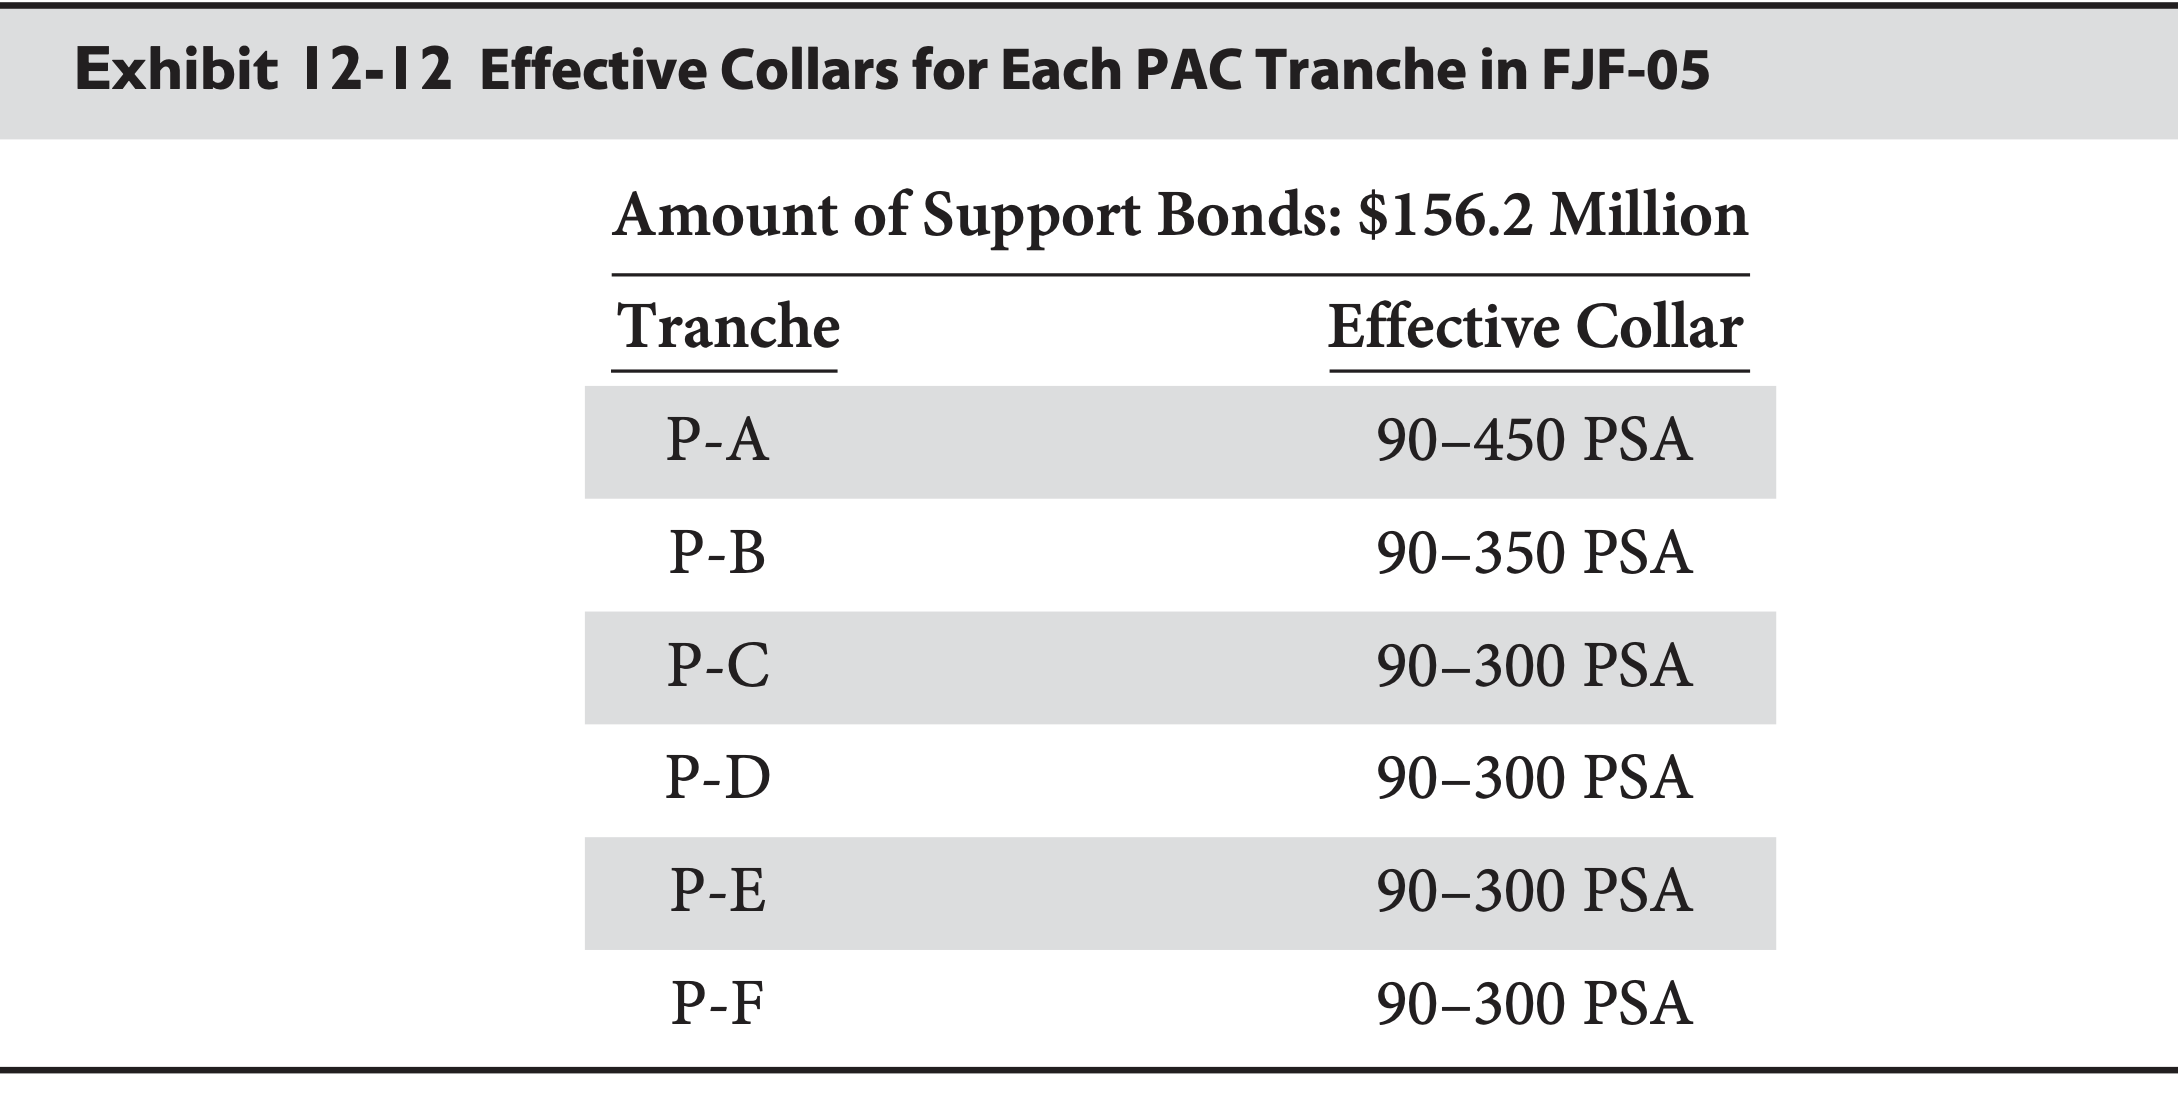 Exhibit 12-12 Effective Collars for Each PAC Tranche in FJF-05
Amount of Support Bonds: $156.2 Million
Tranche Effective Collar
P-A 90–450 PSA
P-B 90–350 PSA
P-C 90–300 PSA
P-D 90–300 PSA
P-E 90–300 PSA
P-F 90–300 PSA